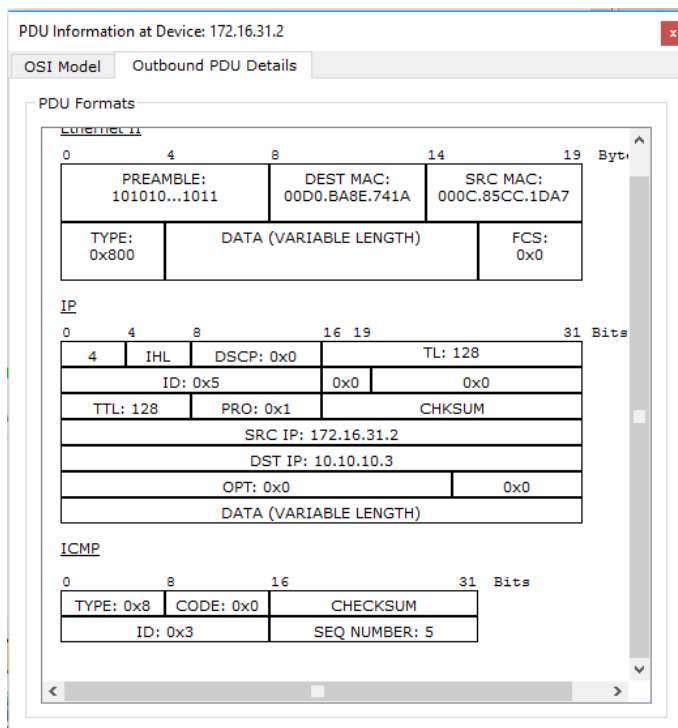 PDU Information at Device: 172.16.31.2
x
OSI Model Outbound PDU Details
PDU Formats
Ethernet II
0 4 8 14 19 Byte
PREAMBLE: DEST MAC: SRC MAC:
101010...1011 00D0.BA8E.741A 000C.85CC.1DA7
TYPE: DATA (VARIABLE LENGTH) FCS:
0x800 0x0
IP
0 4 8 16 19 31 Bits
4 IHL DSCP: 0x0 TL: 128
ID: 0x5 0x0 0x0
TTL: 128 PRO: 0x1 CHKSUM
SRC IP: 172.16.31.2
DST IP: 10.10.10.3
OPT: 0x0 0x0
DATA (VARIABLE LENGTH)
ICMP
0 8 16 31 Bits
TYPE: 0x8 CODE: 0x0 CHECKSUM
ID: 0x3 SEQ NUMBER: 5